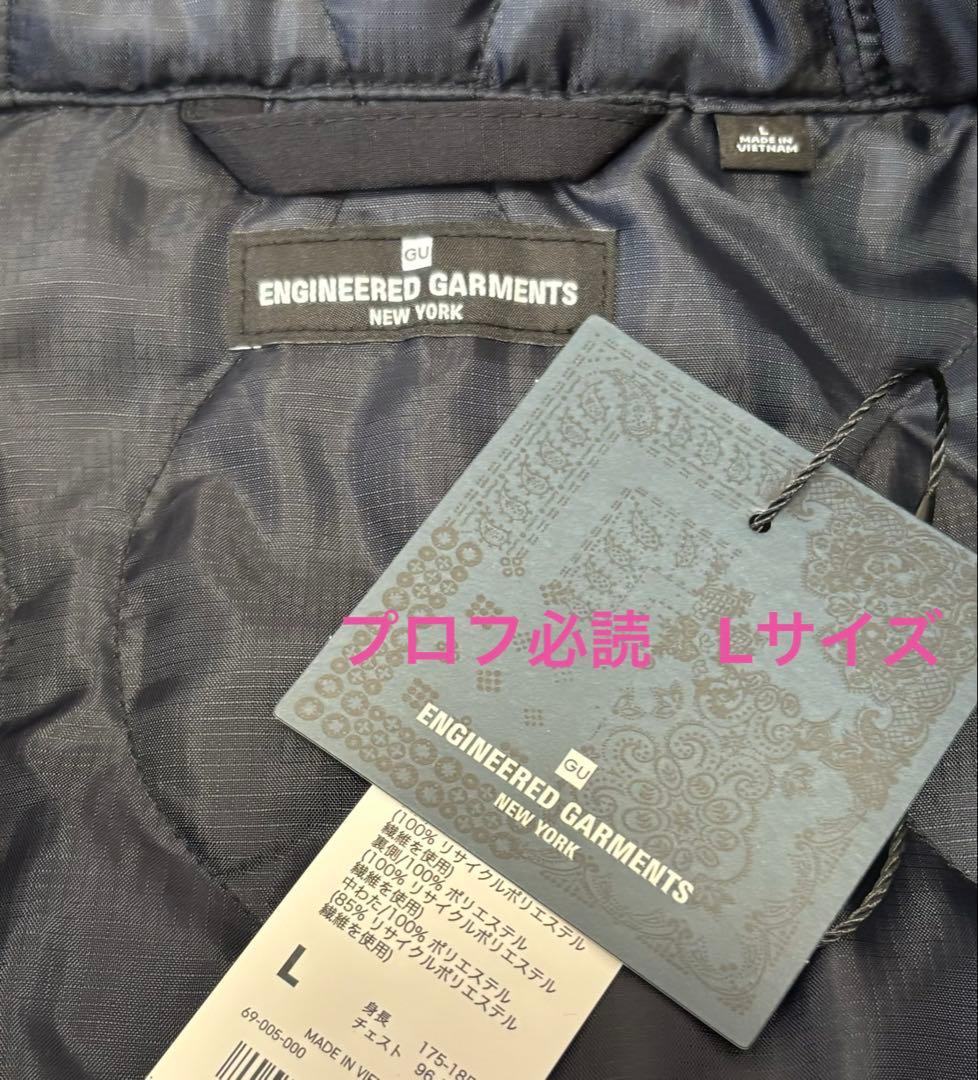 L
MADE IN
VIETNAM
GU
ENGINEERED GARMENTS
NEW YORK
プロフ必読 Lサイズ
GU
ENGINEERED GARMENTS
NEW YORK
(100% リサイクルポリエステル
繊維を使用)
裏側/100% ポリエステル
(100% リサイクルポリエステル
繊維を使用)
中わた/100% ポリエステル
(85% リサイクルポリエステル
繊維を使用)
L
身長 175-185
チェスト 96
69-005-000
MADE IN